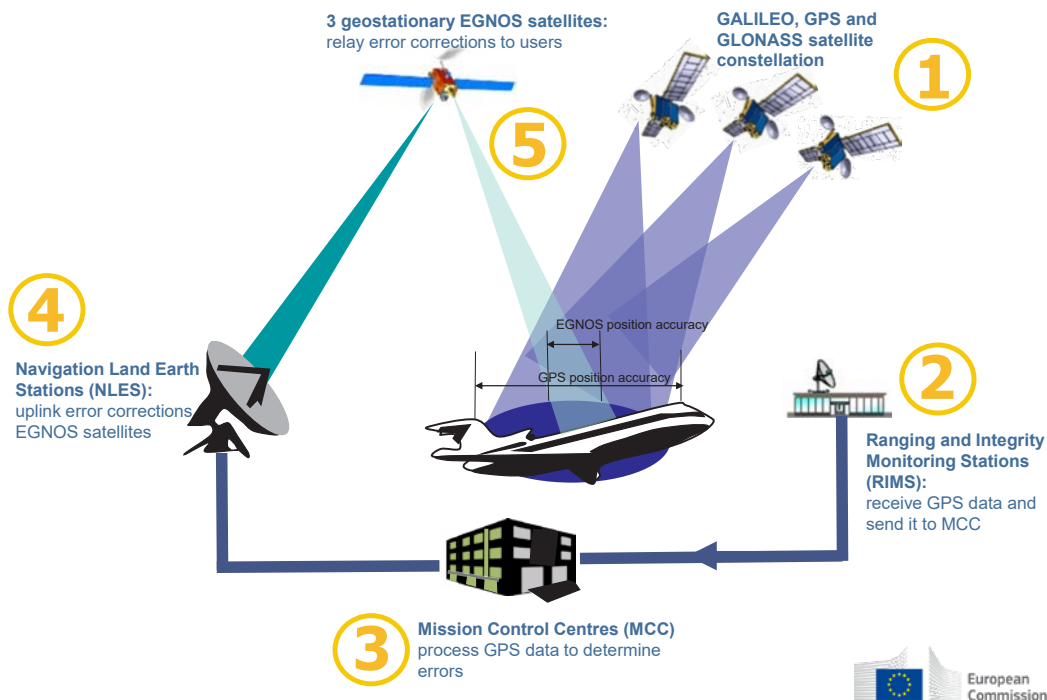 3 geostationary EGNOS satellites:
relay error corrections to users
GALILEO, GPS and
GLONASS satellite
constellation
1
5
4
Navigation Land Earth
Stations (NLES):
uplink error corrections
EGNOS satellites
EGNOS position accuracy
GPS position accuracy
2
Ranging and Integrity
Monitoring Stations
(RIMS):
receive GPS data and
send it to MCC
3
Mission Control Centres (MCC)
process GPS data to determine
errors
European
Commission